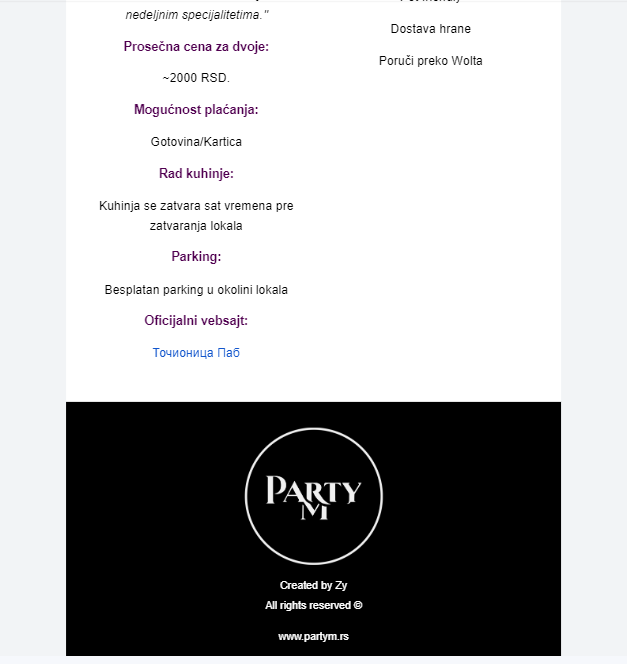 nedeljnim specijalitetima."
Prosečna cena za dvoje:
~2000 RSD.
Mogućnost plaćanja:
Gotovina/Kartica
Rad kuhinje:
Kuhinja se zatvara sat vremena pre
zatvaranja lokala
Parking:
Besplatan parking u okolini lokala
Oficijalni vebsajt:
Точионица Паб
Dostava hrane
Poruči preko Wolta
PARTY
M
Created by Zy
All rights reserved ©
www.partym.rs